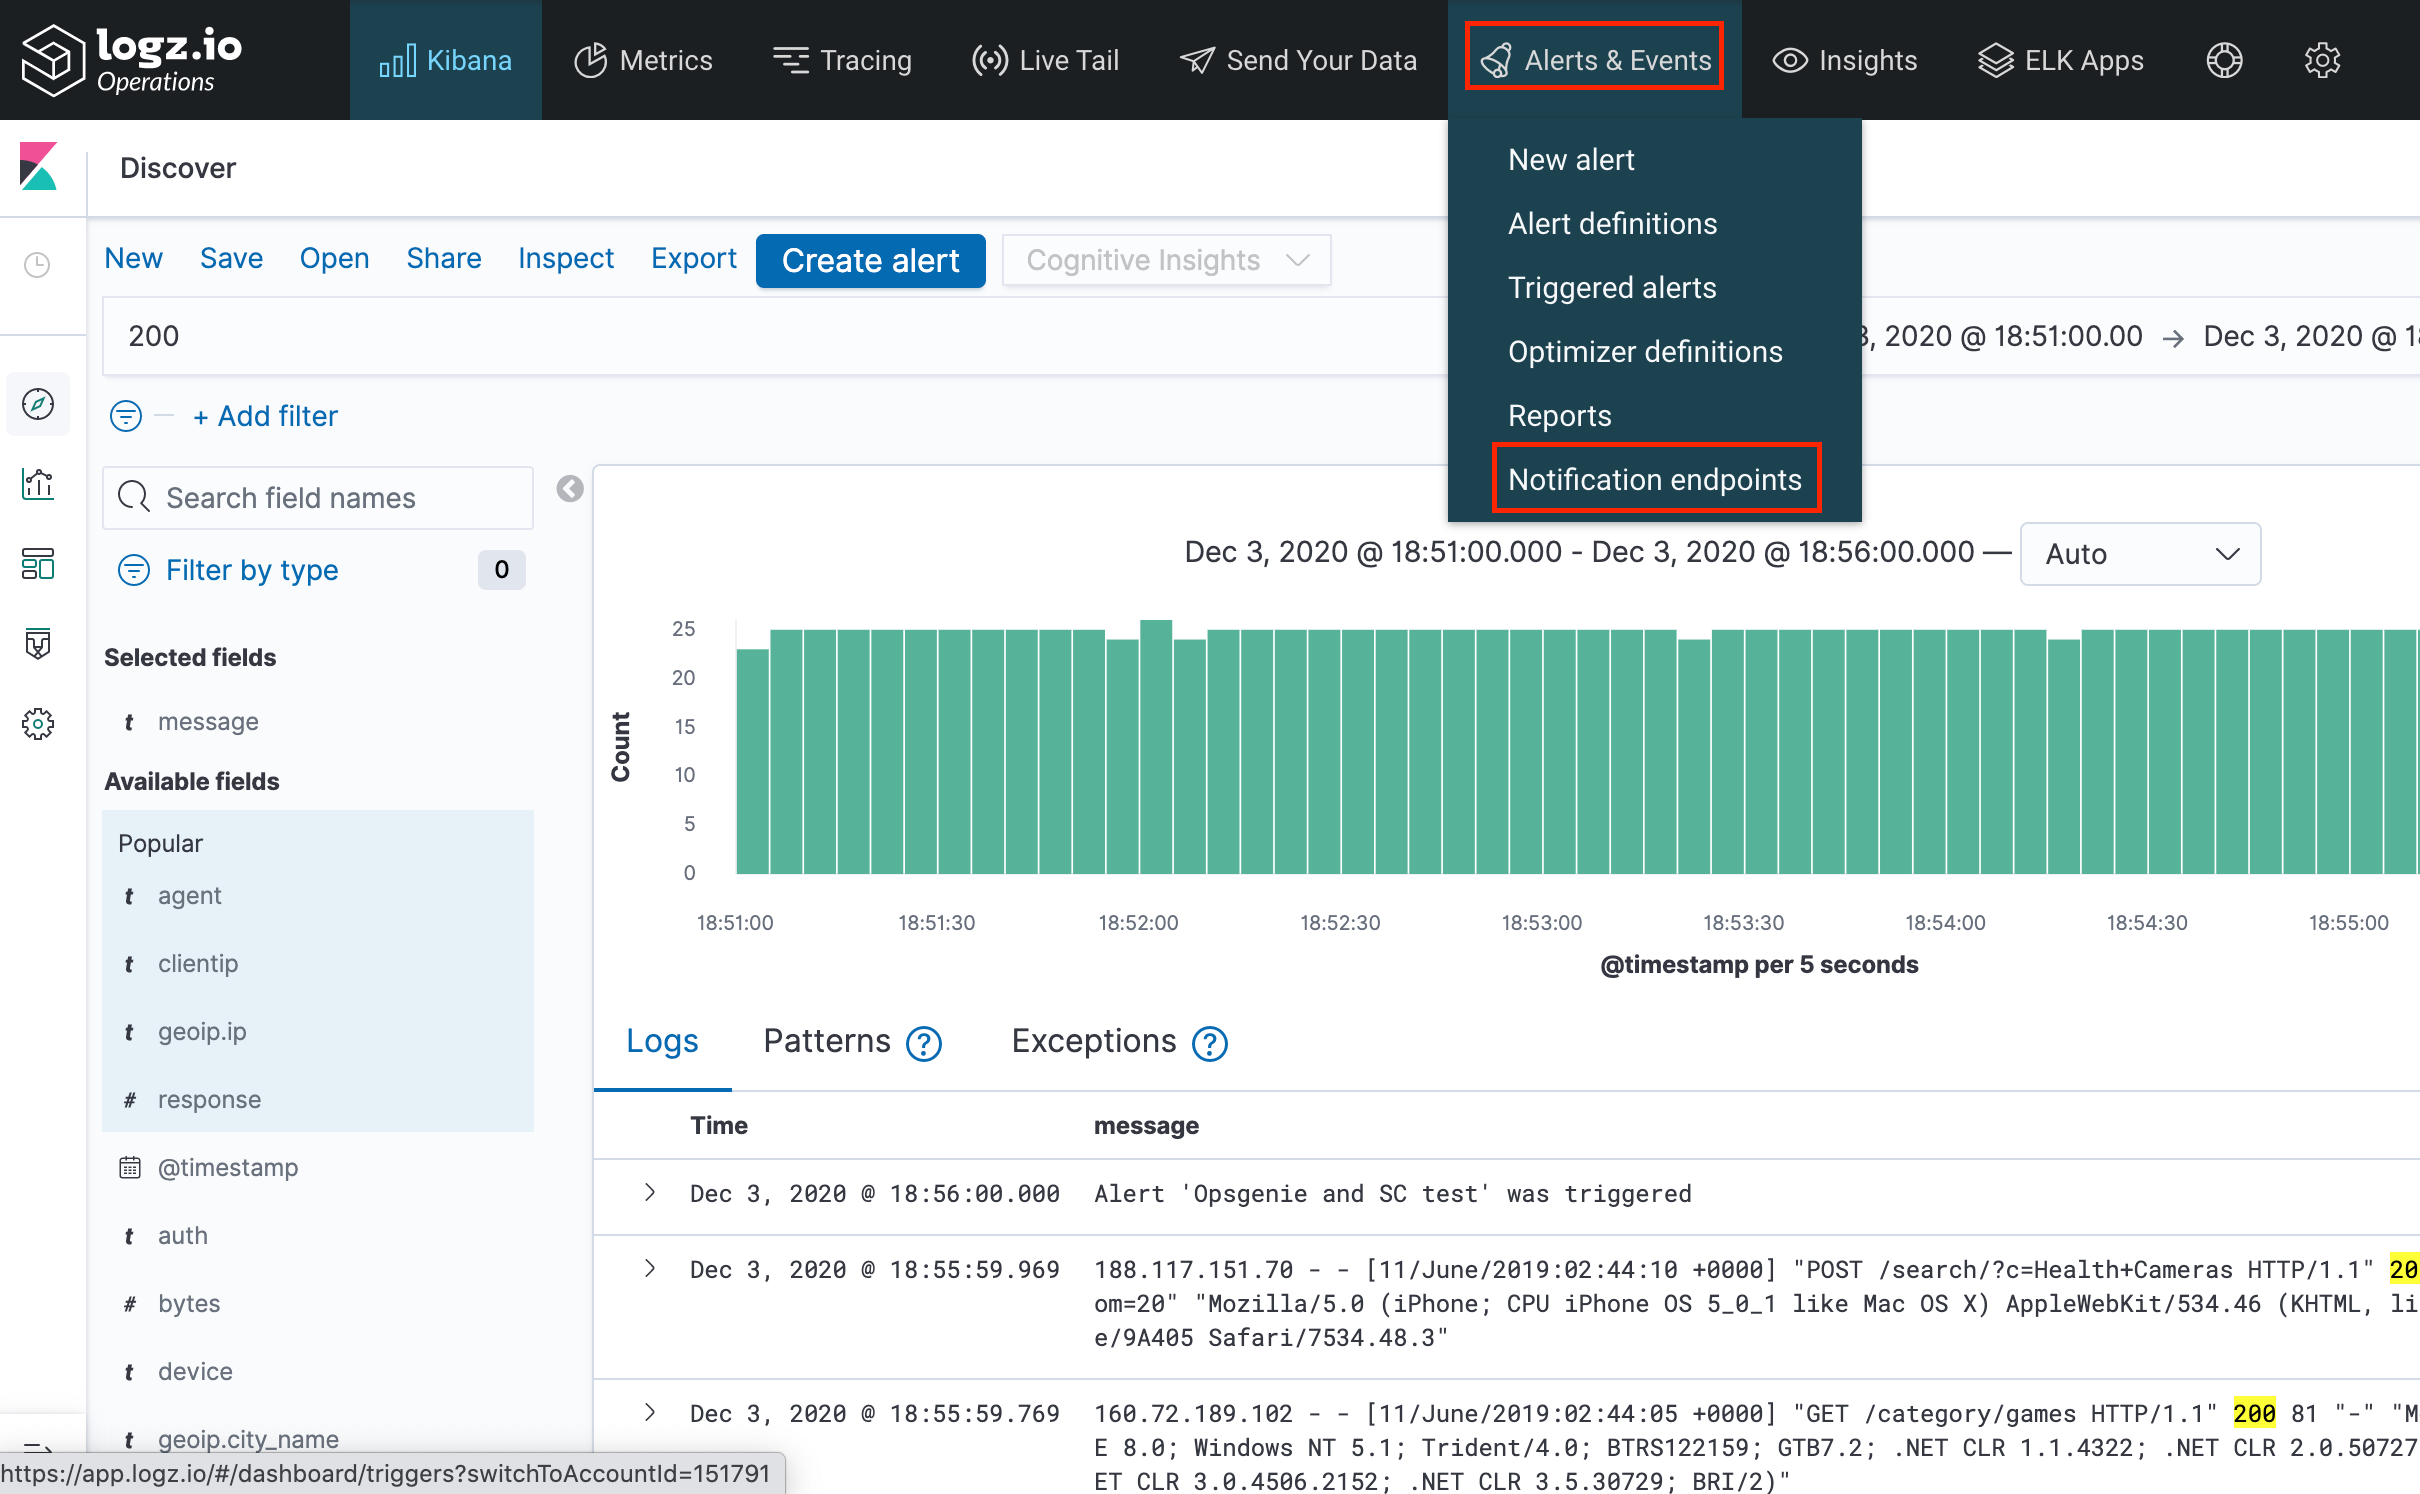 logz.io
Operations
Kibana
Metrics
Tracing
Live Tail
Send Your Data
Alerts & Events
Insights
ELK Apps
Discover
New alert
Alert definitions
Triggered alerts
Optimizer definitions
Reports
Notification endpoints
New
Save
Open
Share
Inspect
Export
Create alert
Cognitive Insights
200
3, 2020 @ 18:51:00.00 → Dec 3, 2020 @ 18
+ Add filter
Search field names
Filter by type 0
Selected fields
t message
Available fields
Popular
t agent
t clientip
t geoip.ip
# response
@timestamp
t auth
# bytes
t device
t geoip.city_name
https://app.logz.io/#/dashboard/triggers?switchToAccountId=151791
Dec 3, 2020 @ 18:51:00.000 - Dec 3, 2020 @ 18:56:00.000 —
Auto
Count
25
20
15
10
5
0
18:51:00
18:51:30
18:52:00
18:52:30
18:53:00
18:53:30
18:54:00
18:54:30
18:55:00
@timestamp per 5 seconds
Logs
Patterns ?
Exceptions ?
Time message
Dec 3, 2020 @ 18:56:00.000 Alert 'Opsgenie and SC test' was triggered
Dec 3, 2020 @ 18:55:59.969 188.117.151.70 - - [11/June/2019:02:44:10 +0000] "POST /search/?c=Health+Cameras HTTP/1.1" 20
om=20" "Mozilla/5.0 (iPhone; CPU iPhone OS 5_0_1 like Mac OS X) AppleWebKit/534.46 (KHTML, li
e/9A405 Safari/7534.48.3"
Dec 3, 2020 @ 18:55:59.769 160.72.189.102 - - [11/June/2019:02:44:05 +0000] "GET /category/games HTTP/1.1" 200 81 "-" "M
E 8.0; Windows NT 5.1; Trident/4.0; BTRS122159; GTB7.2; .NET CLR 1.1.4322; .NET CLR 2.0.50727
ET CLR 3.0.4506.2152; .NET CLR 3.5.30729; BRI/2)"